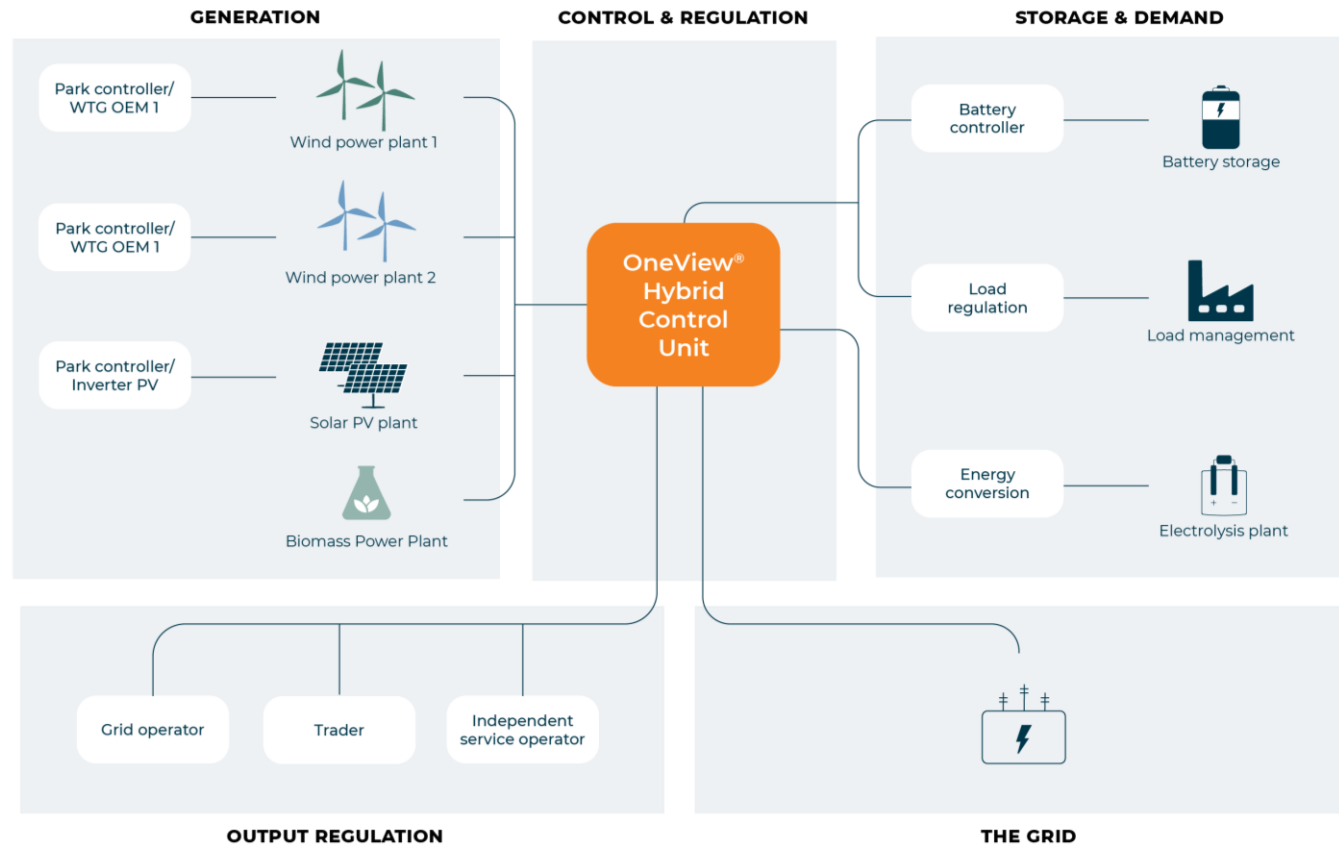 GENERATION
CONTROL & REGULATION
STORAGE & DEMAND
Park controller/
WTG OEM 1
Wind power plant 1
Park controller/
WTG OEM 1
Wind power plant 2
Park controller/
Inverter PV
Solar PV plant
Biomass Power Plant
OneView®
Hybrid
Control
Unit
Battery
controller
Battery storage
Load
regulation
Load management
Energy
conversion
+ −
Electrolysis plant
Grid operator
Trader
Independent
service operator
OUTPUT REGULATION
THE GRID